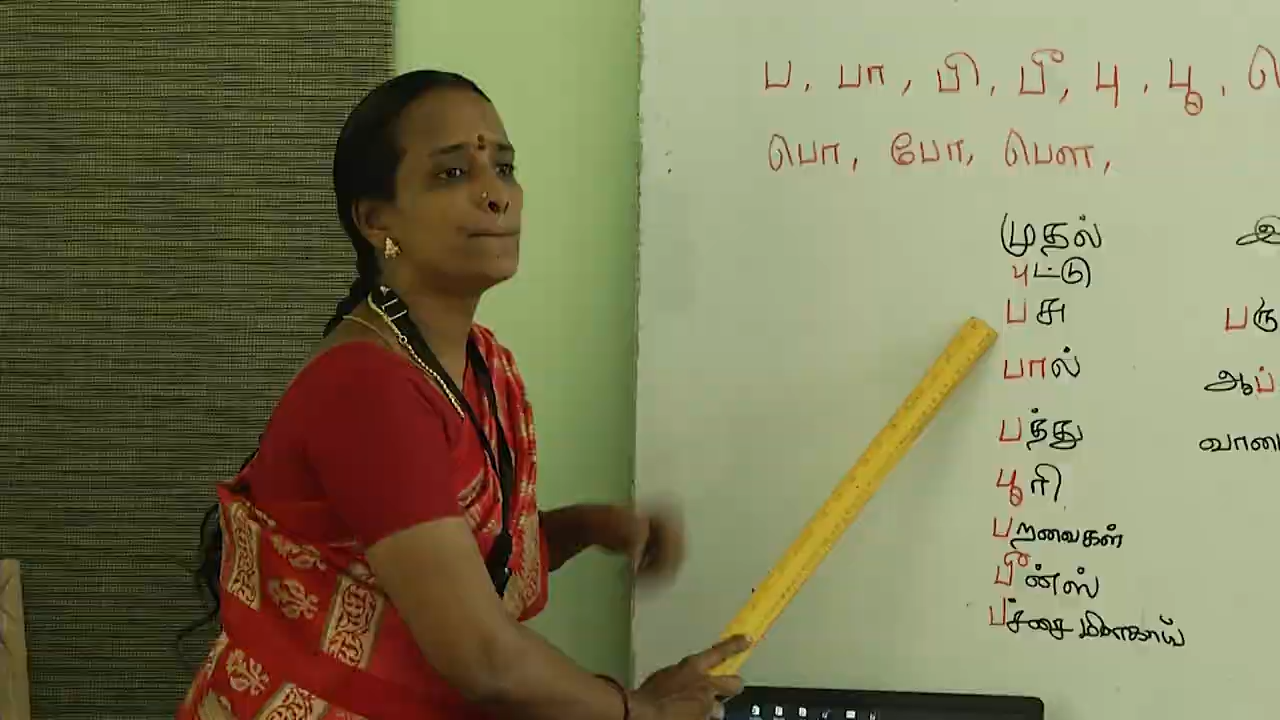 ப, பா, பி, பீ, பு, பூ,
பொ, போ, பௌ,
முதல்
புட்டு
பசு
பால்
பந்து
பூரி
பறவைகள்
பீன்ஸ்
பச்சை மிளகாய்